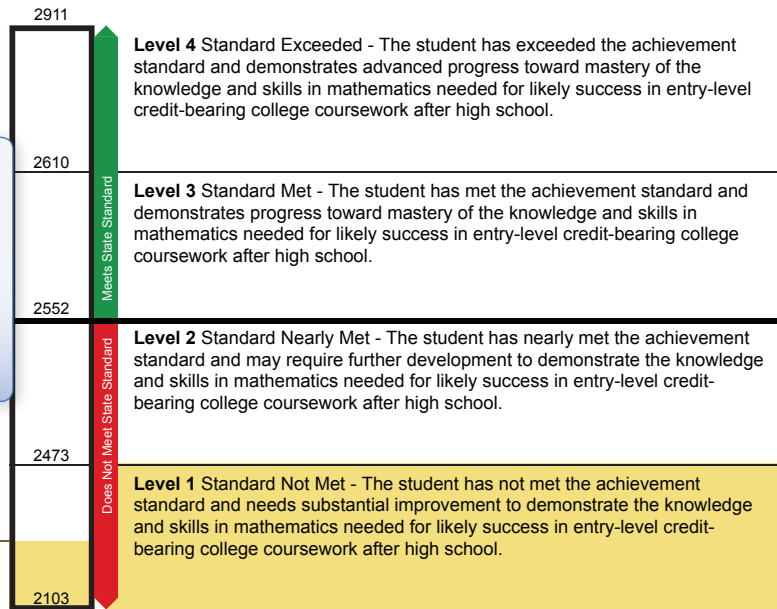 2911
Level 4 Standard Exceeded - The student has exceeded the achievement
standard and demonstrates advanced progress toward mastery of the
knowledge and skills in mathematics needed for likely success in entry-level
credit-bearing college coursework after high school.
2610
Level 3 Standard Met - The student has met the achievement standard and
demonstrates progress toward mastery of the knowledge and skills in
mathematics needed for likely success in entry-level credit-bearing college
coursework after high school.
Meets State Standard
2552
Level 2 Standard Nearly Met - The student has nearly met the achievement
standard and may require further development to demonstrate the knowledge
and skills in mathematics needed for likely success in entry-level credit-
bearing college coursework after high school.
Does Not Meet State Standard
2473
Level 1 Standard Not Met - The student has not met the achievement
standard and needs substantial improvement to demonstrate the knowledge
and skills in mathematics needed for likely success in entry-level credit-
bearing college coursework after high school.
2103